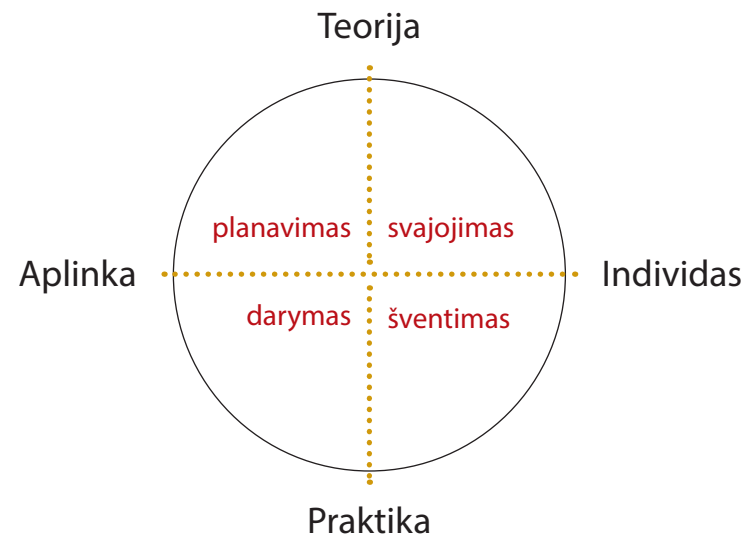 Teorija
planavimas svajojimas
Aplinka Individas
darymas šventimas
Praktika